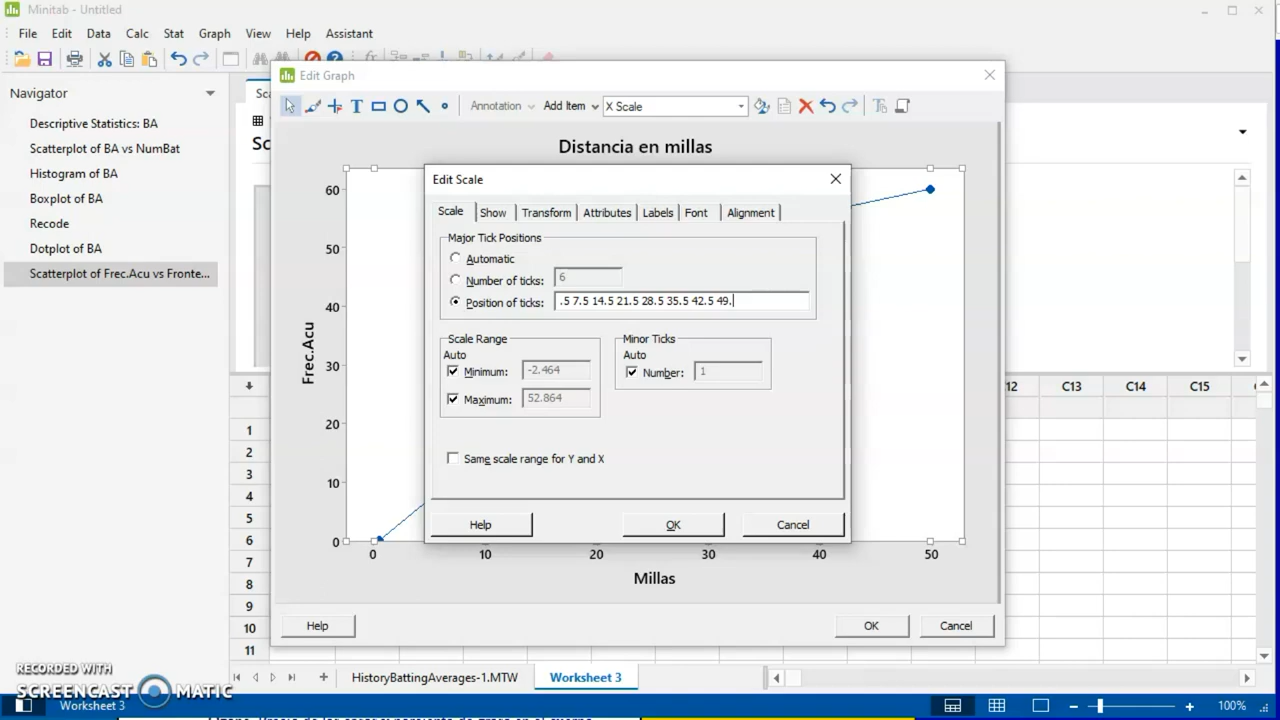 Minitab - Untitled
File Edit Data Calc Stat Graph View Help Assistant
Navigator
Descriptive Statistics: BA
Scatterplot of BA vs NumBat
Histogram of BA
Boxplot of BA
Recode
Dotplot of BA
Scatterplot of Frec.Acu vs Fronte...
Edit Graph
Annotation Add Item X Scale
Distancia en millas
Frec.Acu
60
50
40
30
20
10
0
0 10 20 30 40 50
Millas
Edit Scale
Scale Show Transform Attributes Labels Font Alignment
Major Tick Positions
Automatic
Number of ticks: 6
Position of ticks: .5 7.5 14.5 21.5 28.5 35.5 42.5 49.
Scale Range
Auto
Minimum: -2.464
Maximum: 52.864
Minor Ticks
Auto
Number: 1
Same scale range for Y and X
Help OK Cancel
Help OK Cancel
C13 C14 C15
1
2
3
4
5
6
7
8
9
10
11
HistoryBattingAverages-1.MTW Worksheet 3
RECORDED WITH
SCREENCAST MATIC
Worksheet 3
100%